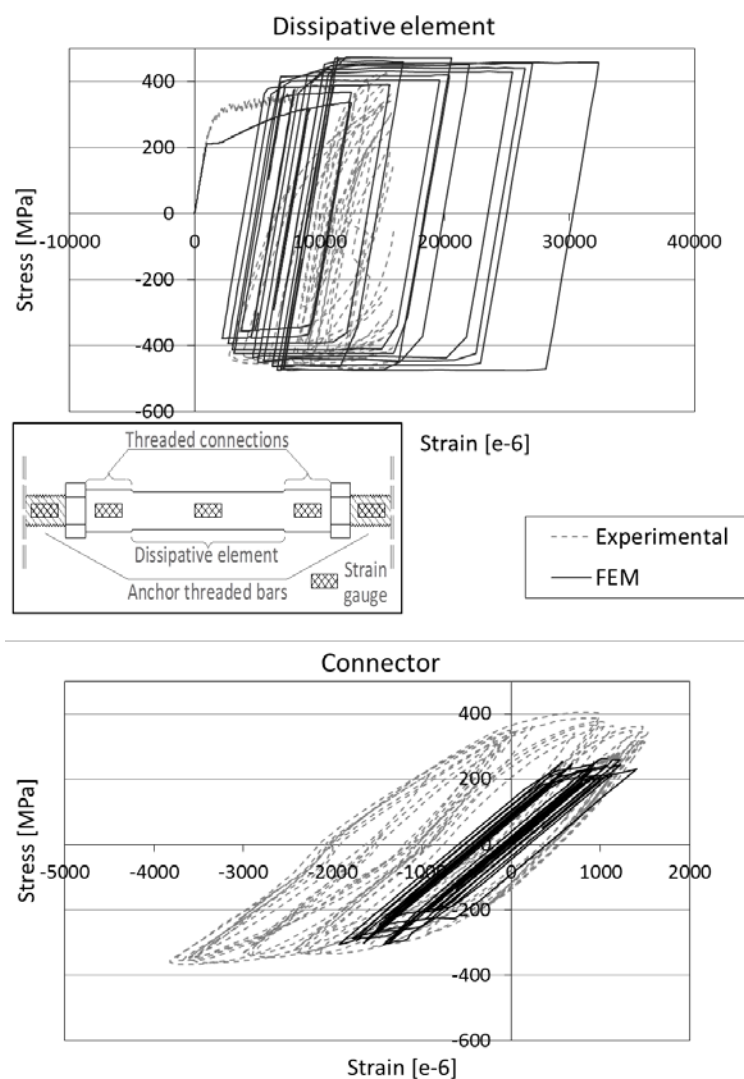 Dissipative element
400
200
0
-10000 0 10000 20000 30000 40000
-200
-400
-600
Stress [MPa]
Strain [e-6]
Threaded connections
Dissipative element
Anchor threaded bars
Strain
gauge
Experimental
FEM
Connector
400
200
0
-5000 -4000 -3000 -2000 -1000 0 1000 2000
-200
-400
-600
Stress [MPa]
Strain [e-6]